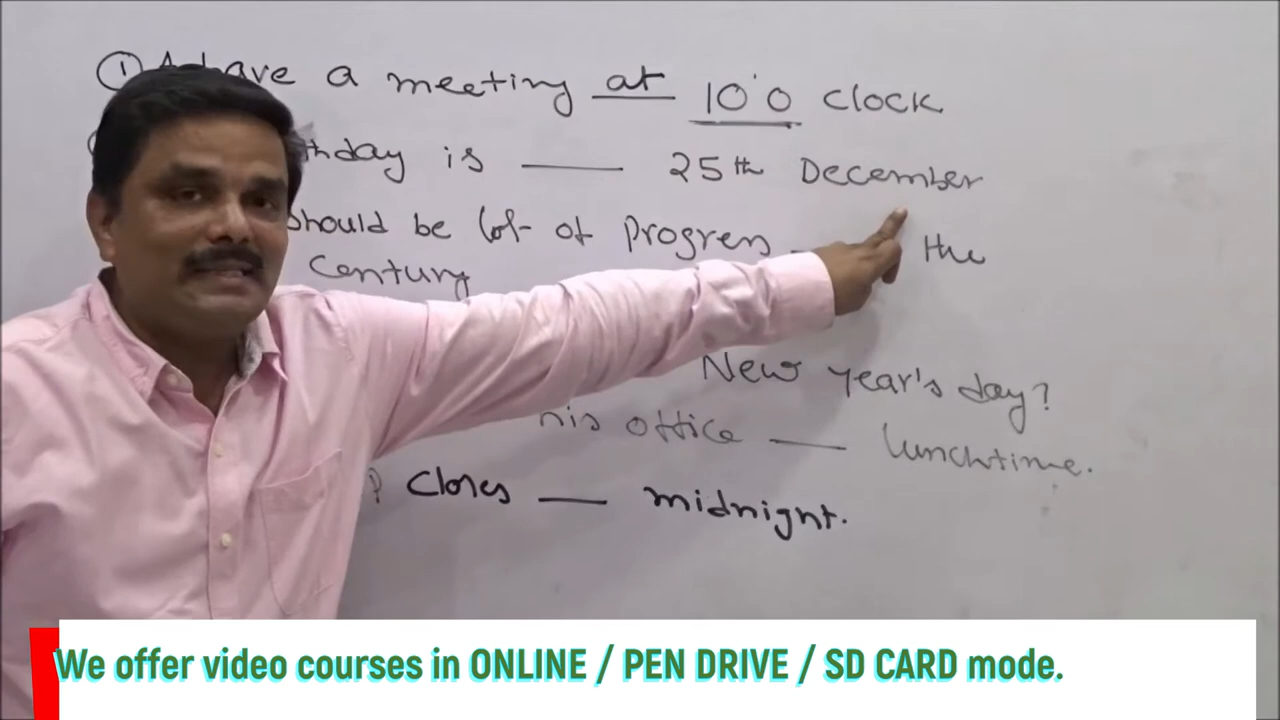 ① have a meeting at 10'0 clock
thday is ___ 25th December
should be lot of Progress the
Century
New year's day?
his office ___ lunchtime.
p closes ___ midnight.
We offer video courses in ONLINE / PEN DRIVE / SD CARD mode.